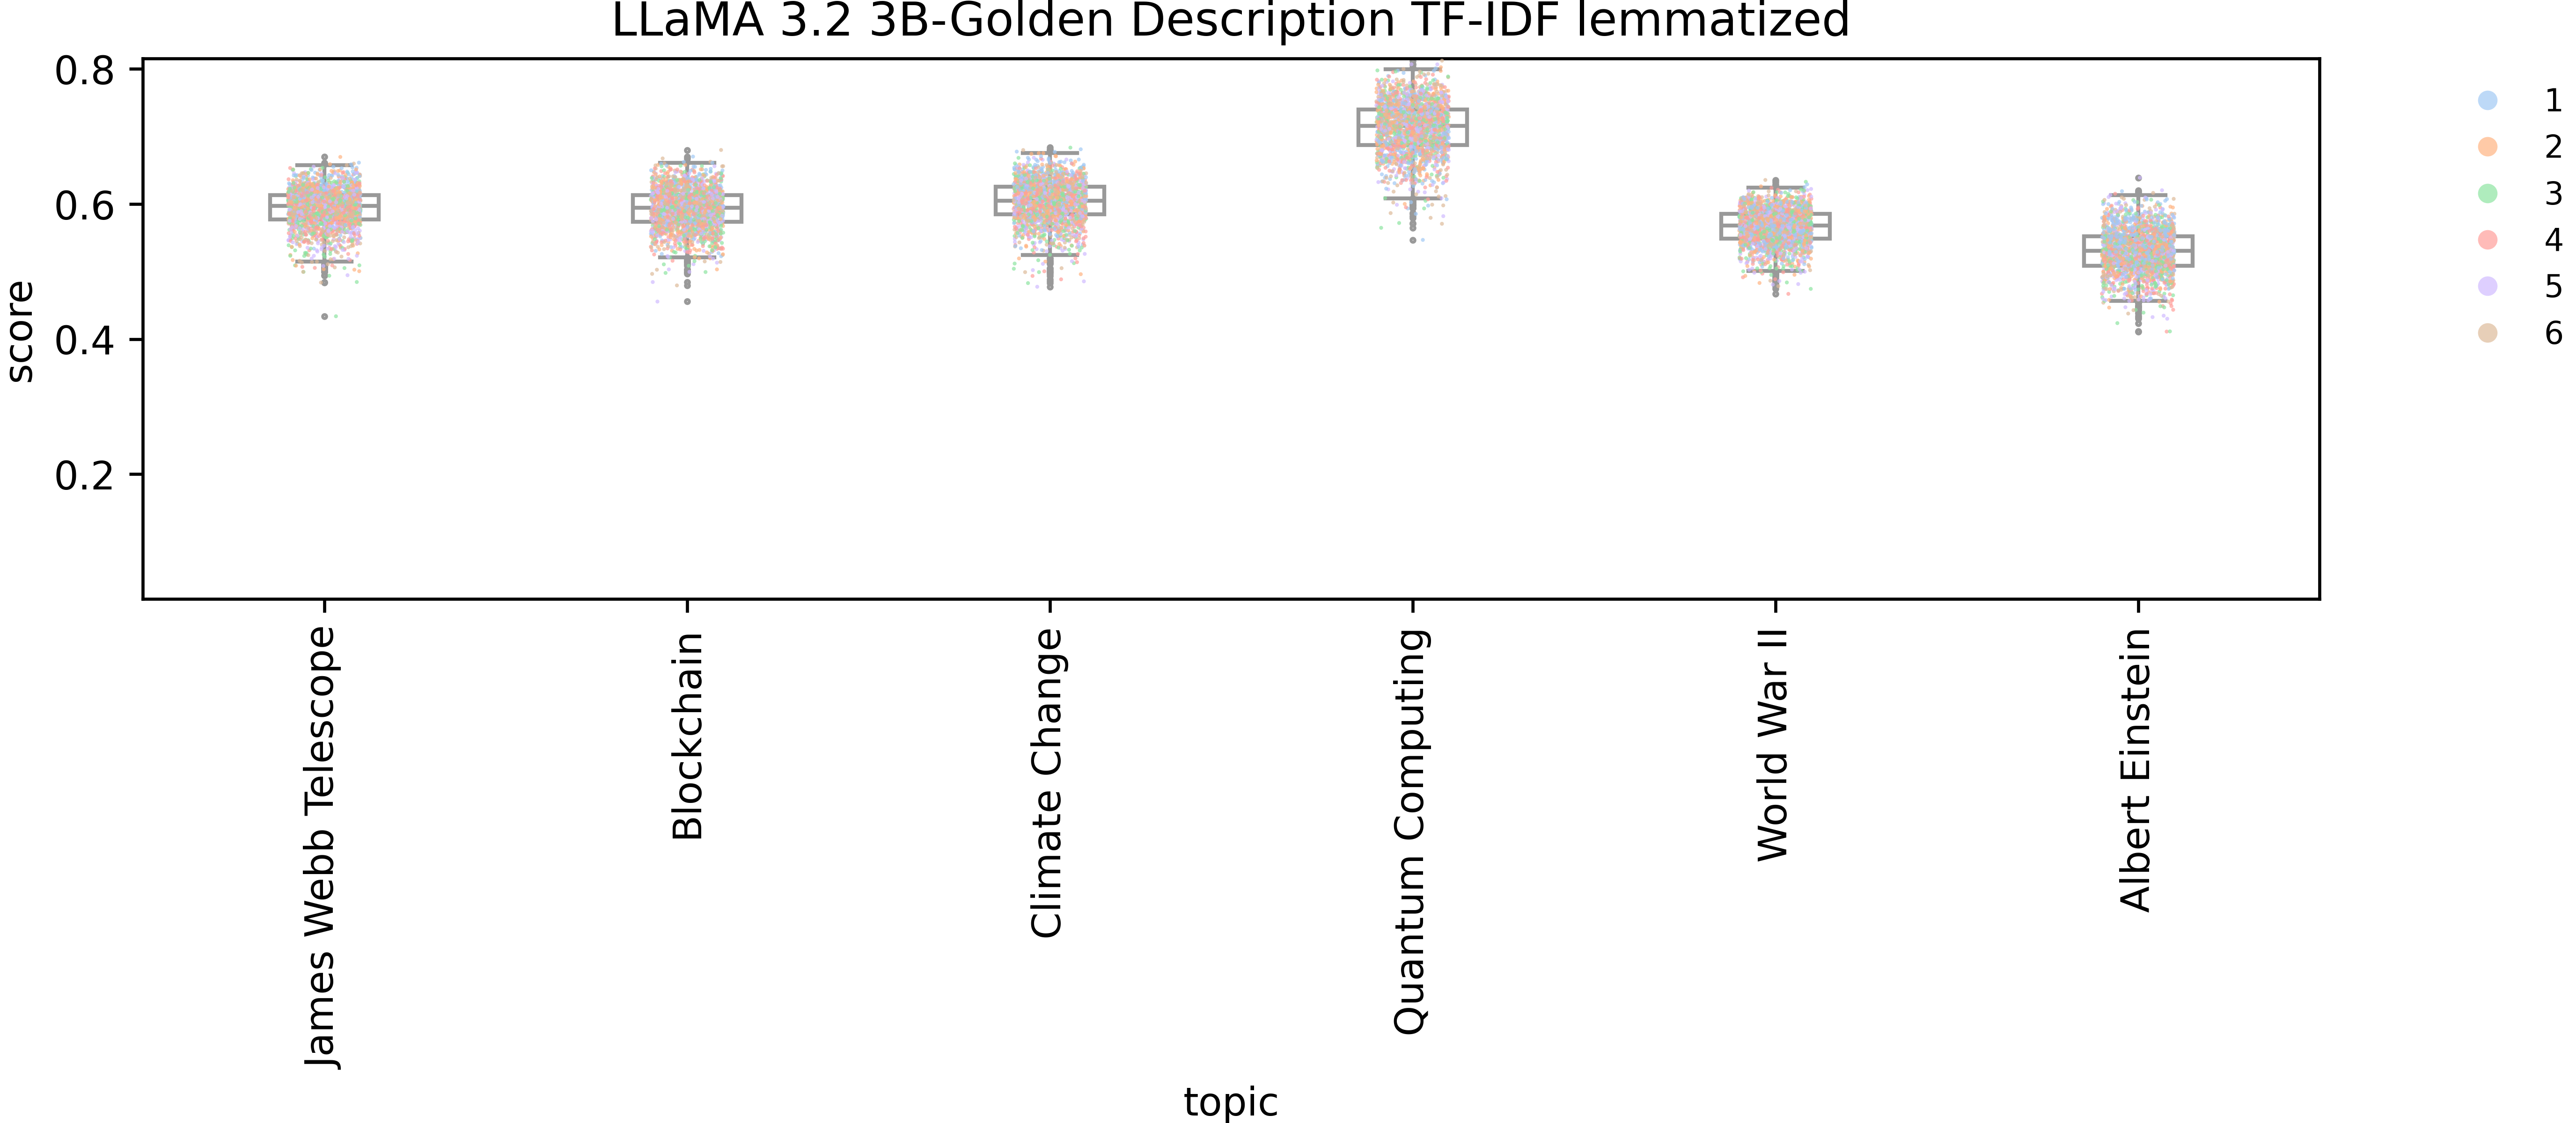 LLaMA 3.2 3B-Golden Description TF-IDF lemmatized
score
0.8
0.6
0.4
0.2
James Webb Telescope
Blockchain
Climate Change
Quantum Computing
World War II
Albert Einstein
topic
1
2
3
4
5
6